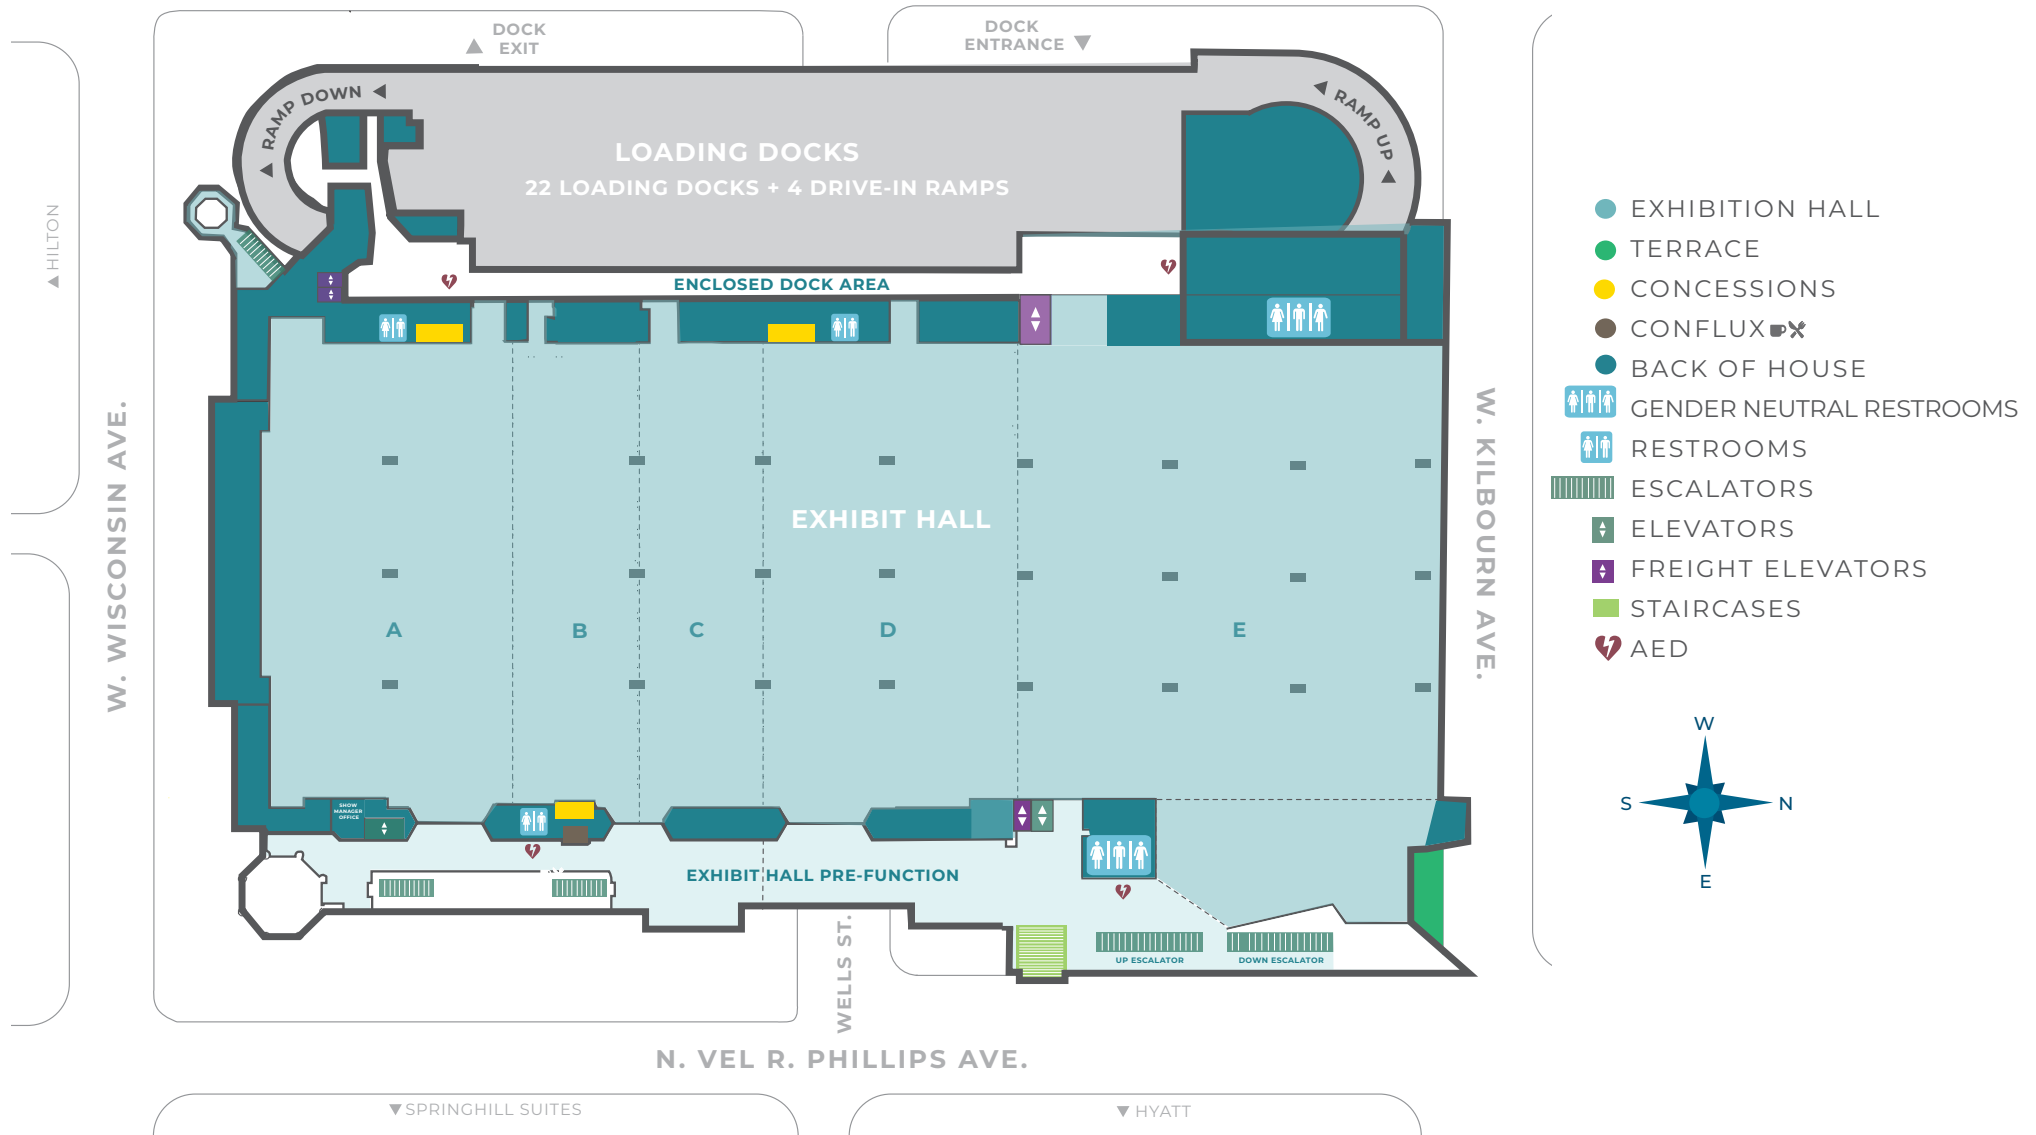 DOCK
EXIT
DOCK
ENTRANCE
RAMP DOWN
RAMP UP
LOADING DOCKS
22 LOADING DOCKS + 4 DRIVE-IN RAMPS
HILTON
ENCLOSED DOCK AREA
W. WISCONSIN AVE.
W. KILBOURN AVE.
EXHIBIT HALL
A
B
C
D
E
SHOW
MANAGER
OFFICE
EXHIBIT HALL PRE-FUNCTION
UP ESCALATOR
DOWN ESCALATOR
WELLS ST.
N. VEL R. PHILLIPS AVE.
SPRINGHILL SUITES
HYATT
EXHIBITION HALL
TERRACE
CONCESSIONS
CONFLUX
BACK OF HOUSE
GENDER NEUTRAL RESTROOMS
RESTROOMS
ESCALATORS
ELEVATORS
FREIGHT ELEVATORS
STAIRCASES
AED
W
S
N
E